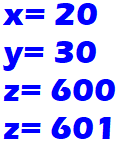 x= 20
y= 30
z= 600
z= 601